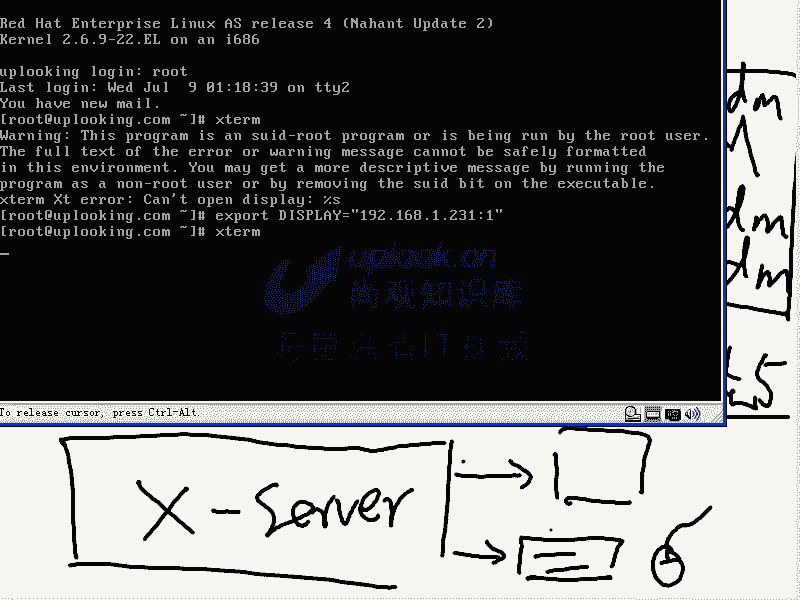 Red Hat Enterprise Linux AS release 4 (Nahant Update 2)
Kernel 2.6.9-22.EL on an i686
uplooking login: root
Last login: Wed Jul  9 01:18:39 on tty2
You have new mail.
[root@uplooking.com ~]# xterm
Warning: This program is an suid-root program or is being run by the root user.
The full text of the error or warning message cannot be safely formatted
in this environment. You may get a more descriptive message by running the
program as a non-root user or by removing the suid bit on the executable.
xterm Xt error: Can't open display: %s
[root@uplooking.com ~]# export DISPLAY="192.168.1.231:1"
[root@uplooking.com ~]# xterm
uplook.cn
尚观知识库
To release cursor, press Ctrl-Alt.
dm
dm
dm
X-Server